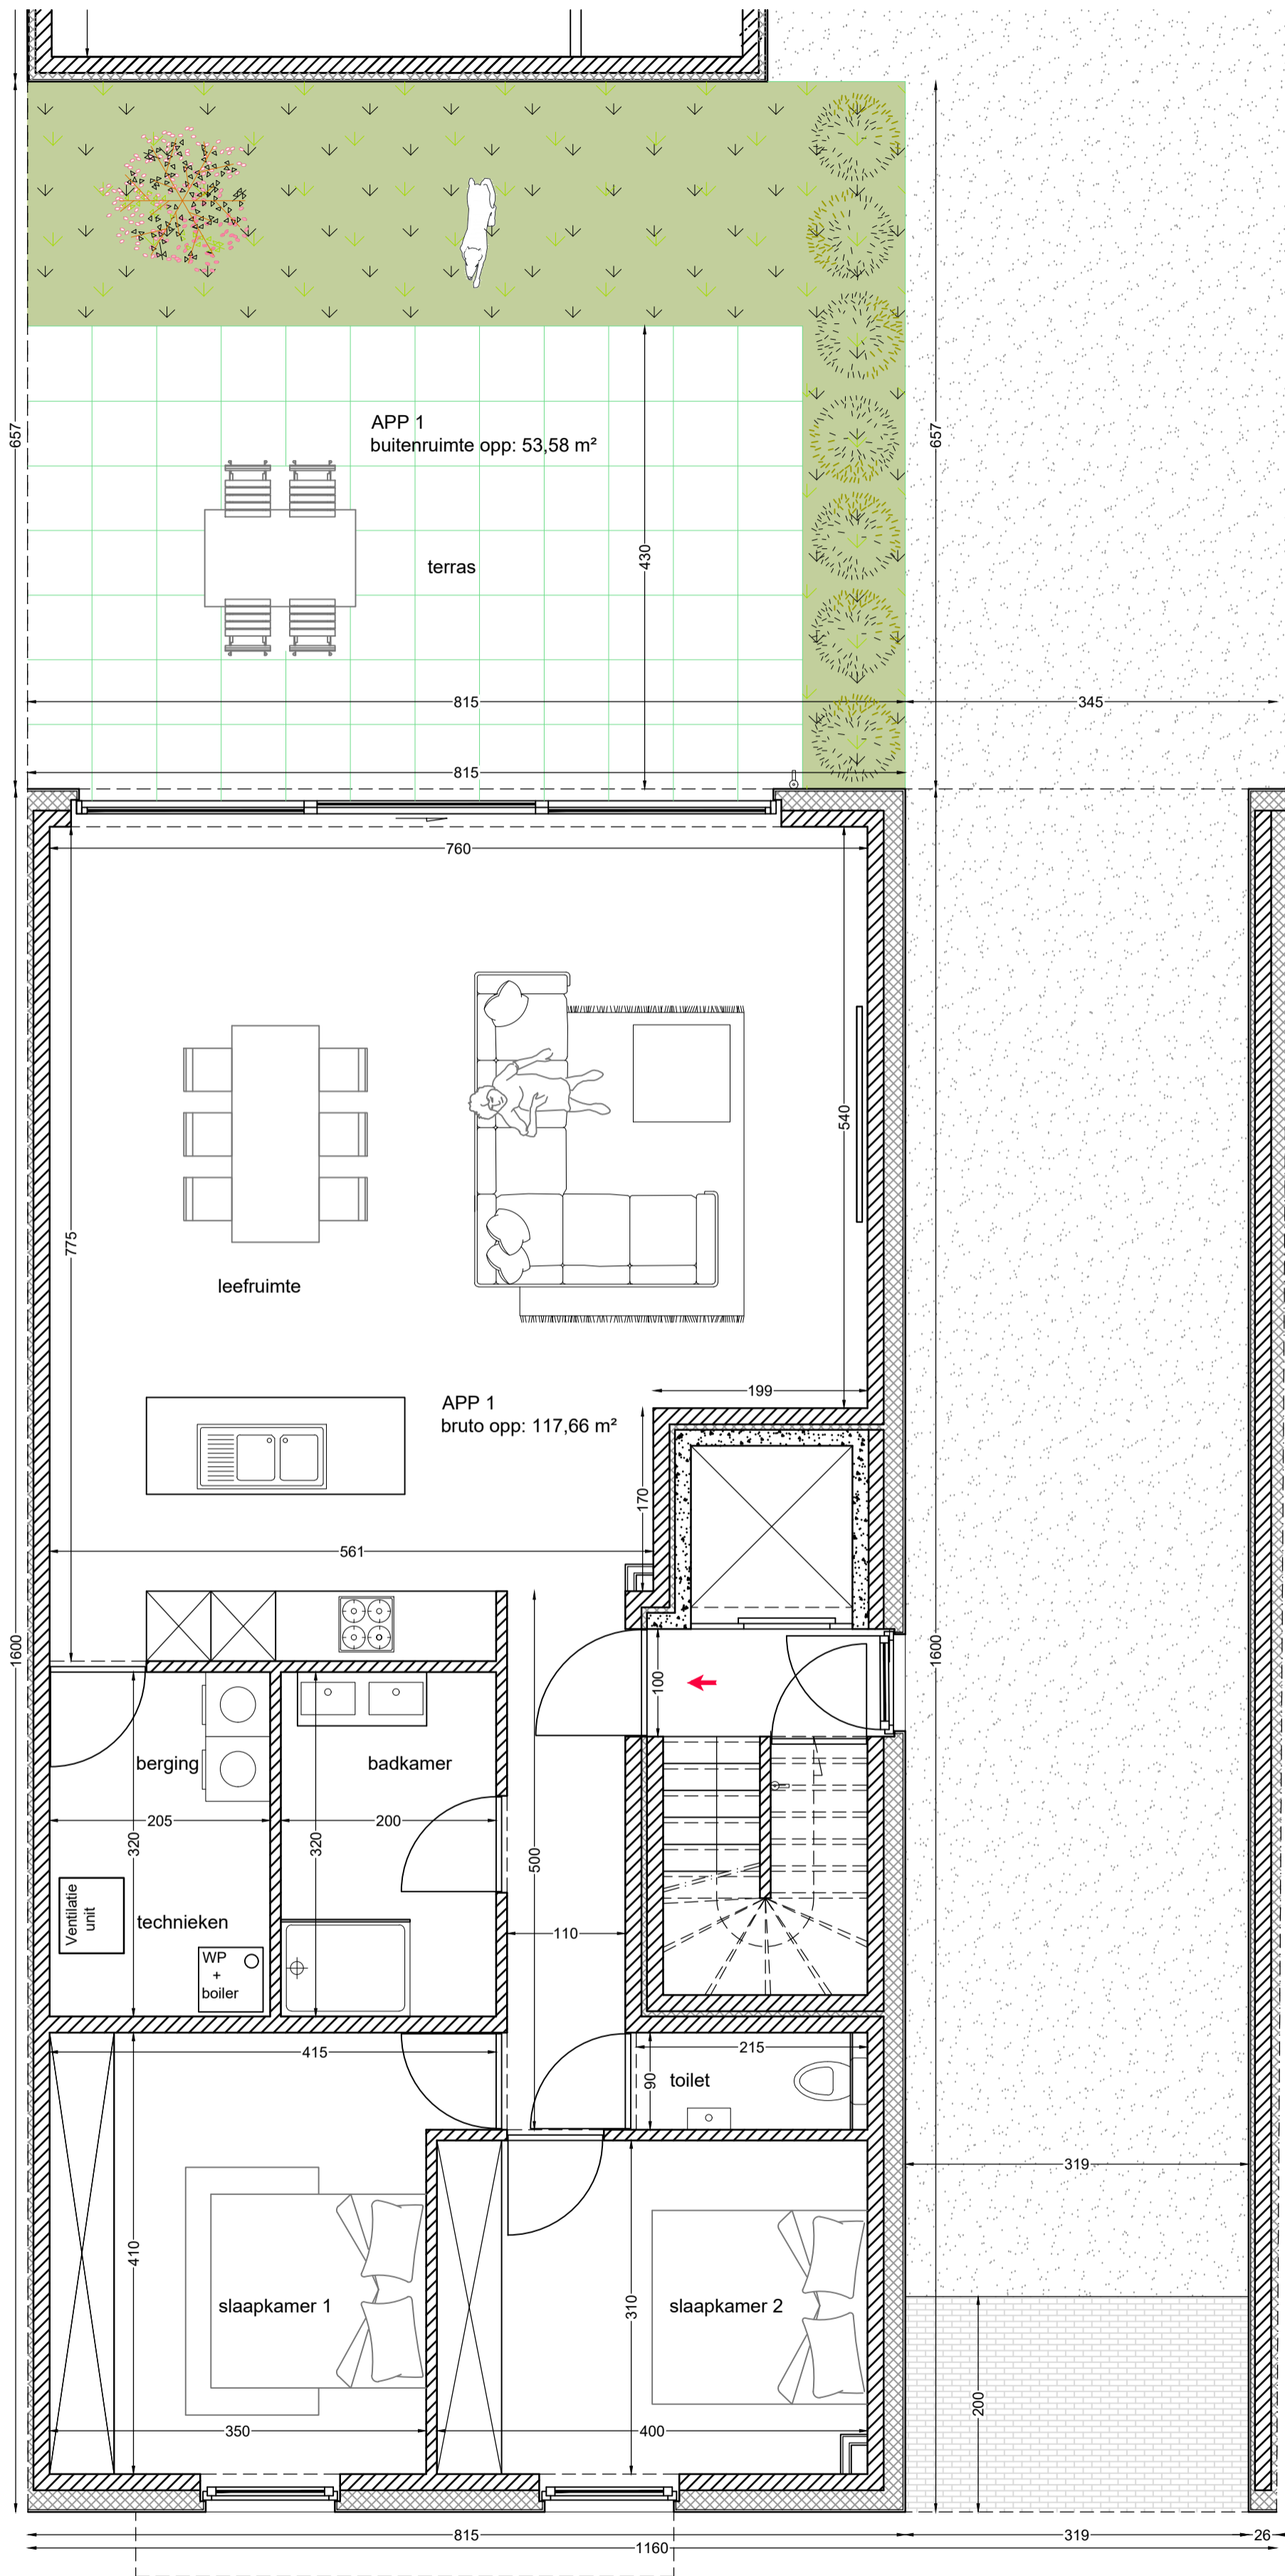 657
657
APP 1
buitenruimte opp: 53,58 m²
430
terras
815
345
815
760
540
775
leefruimte
199
APP 1
bruto opp: 117,66 m²
170
561
1600
1600
100
berging
badkamer
205
320
200
320
500
Ventilatie
unit
technieken
110
WP
+
boiler
415
215
90
toilet
319
410
310
slaapkamer 1
slaapkamer 2
200
350
400
815
319
26
1160